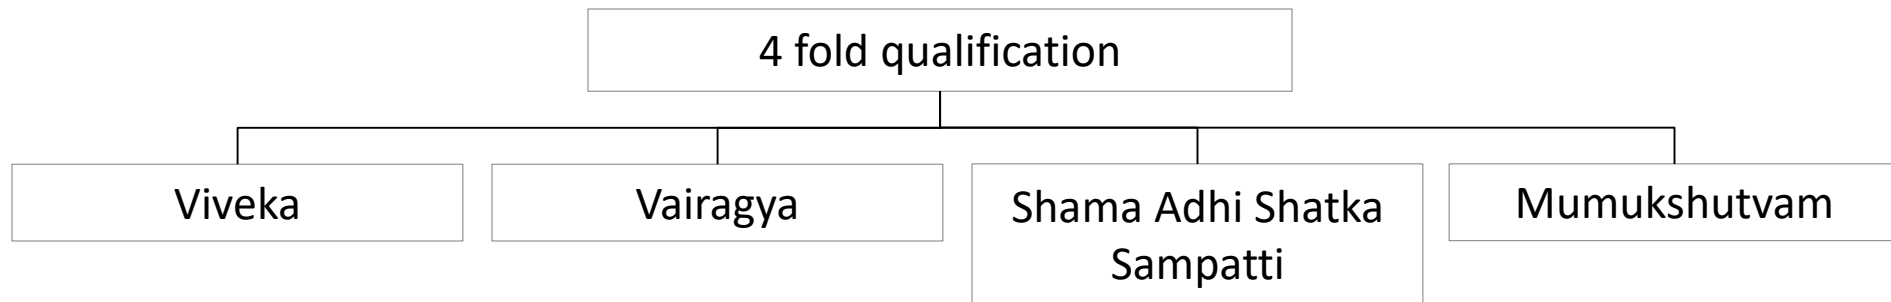 4 fold qualification
Viveka
Vairagya
Shama Adhi Shatka
Sampatti
Mumukshutvam